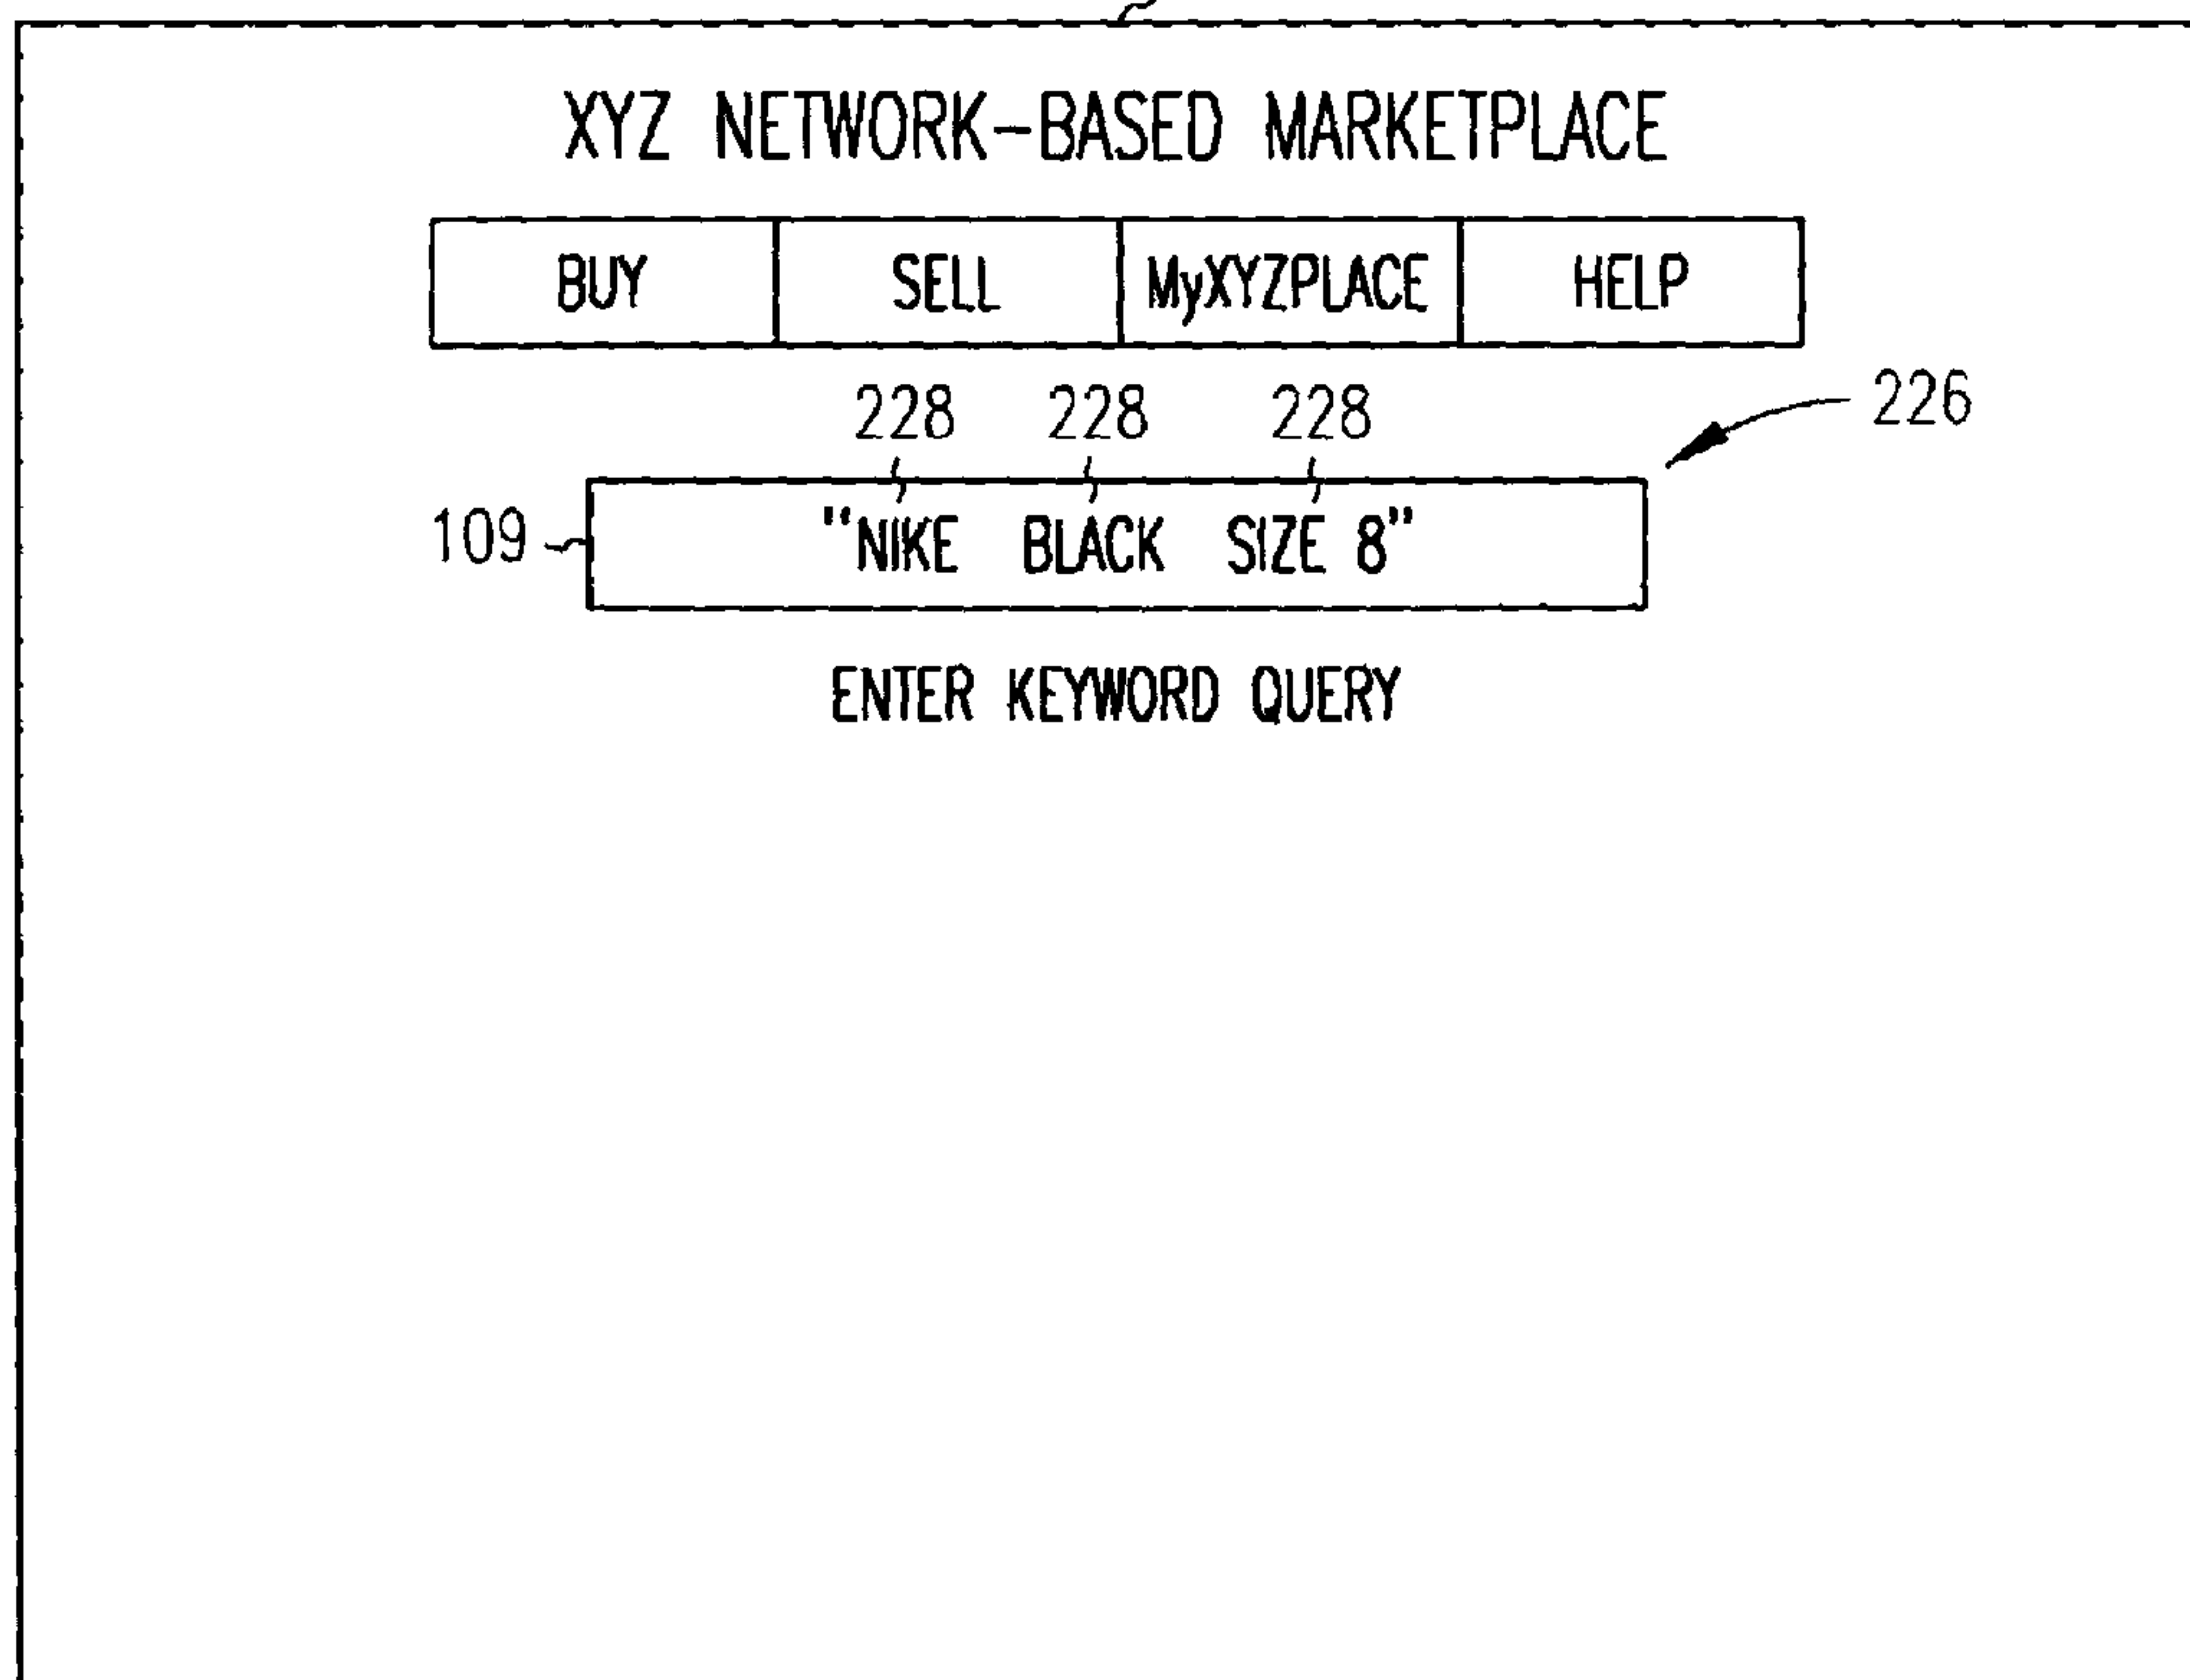 XYZ NETWORK-BASED MARKETPLACE
BUY SELL MyXYZPLACE HELP
228 228 228 226
109 "NIKE BLACK SIZE 8"
ENTER KEYWORD QUERY